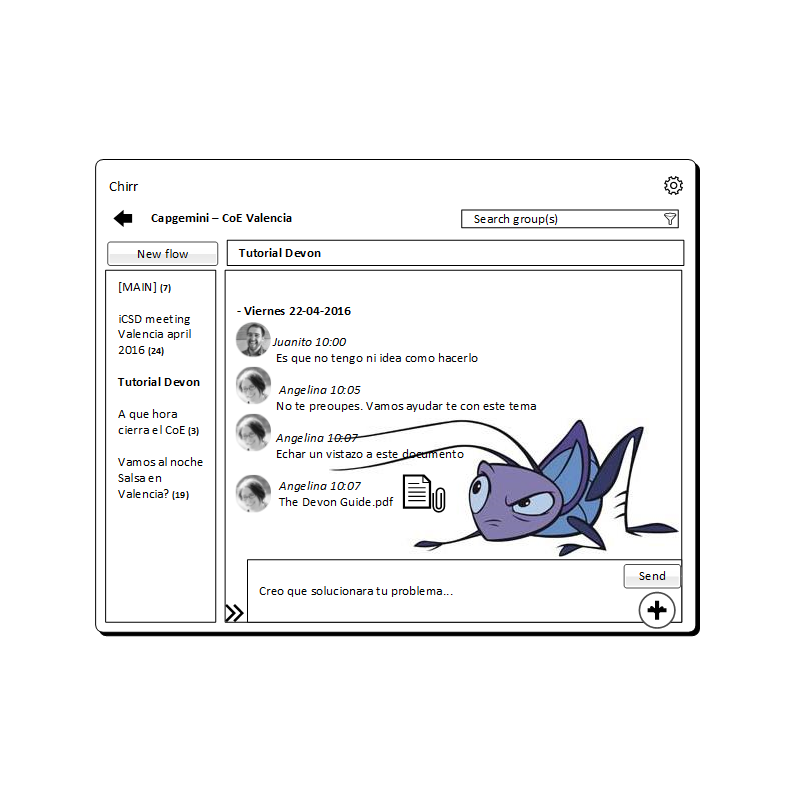 Chirr
Capgemini – CoE Valencia
Search group(s)
New flow
Tutorial Devon
[MAIN] (7)
iCSD meeting
Valencia april
2016 (24)
Tutorial Devon
A que hora
cierra el CoE (3)
Vamos al noche
Salsa en
Valencia? (19)
- Viernes 22-04-2016
Juanito 10:00
Es que no tengo ni idea como hacerlo
Angelina 10:05
No te preoupes. Vamos ayudar te con este tema
Angelina 10:07
Echar un vistazo a este documento
Angelina 10:07
The Devon Guide.pdf
Send
Creo que solucionara tu problema...